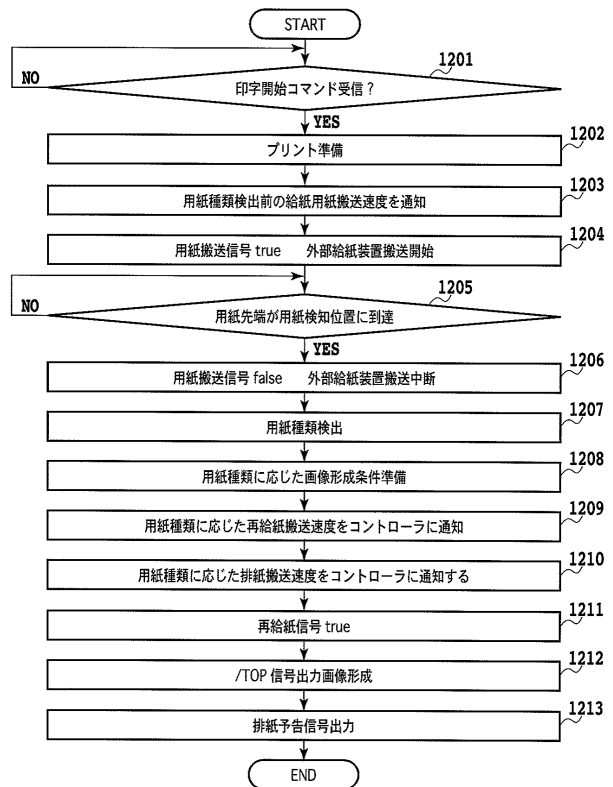 START
1201
NO
印字開始コマンド受信？
YES
1202
プリント準備
1203
用紙種類検出前の給紙用紙搬送速度を通知
1204
用紙搬送信号 true 外部給紙装置搬送開始
1205
NO
用紙先端が用紙検知位置に到達
YES
1206
用紙搬送信号 false 外部給紙装置搬送中断
1207
用紙種類検出
1208
用紙種類に応じた画像形成条件準備
1209
用紙種類に応じた再給紙搬送速度をコントローラに通知
1210
用紙種類に応じた排紙搬送速度をコントローラに通知する
1211
再給紙信号 true
1212
/TOP 信号出力画像形成
1213
排紙予告信号出力
END